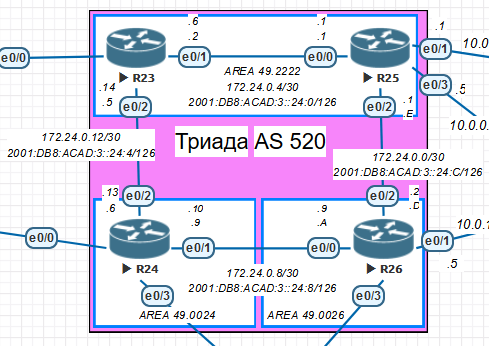 .6
.1
.2
.1
.1
e0/0
e0/1
e0/0
e0/1
10.0
R23
R25
AREA 49.2222
.14
172.24.0.4/30
e0/3
.5
.5
2001:DB8:ACAD:3::24:0/126
e0/2
e0/2
.1
.E
10.0.0.
172.24.0.12/30
Триада AS 520
2001:DB8:ACAD:3::24:4/126
172.24.0.0/30
2001:DB8:ACAD:3::24:C/126
.13
e0/2
e0/2
.2
.6
.D
.10
.9
10.0.1
.9
.A
e0/0
e0/1
e0/0
e0/1
R24
R26
.5
172.24.0.8/30
e0/3
2001:DB8:ACAD:3::24:8/126
e0/3
AREA 49.0024
AREA 49.0026